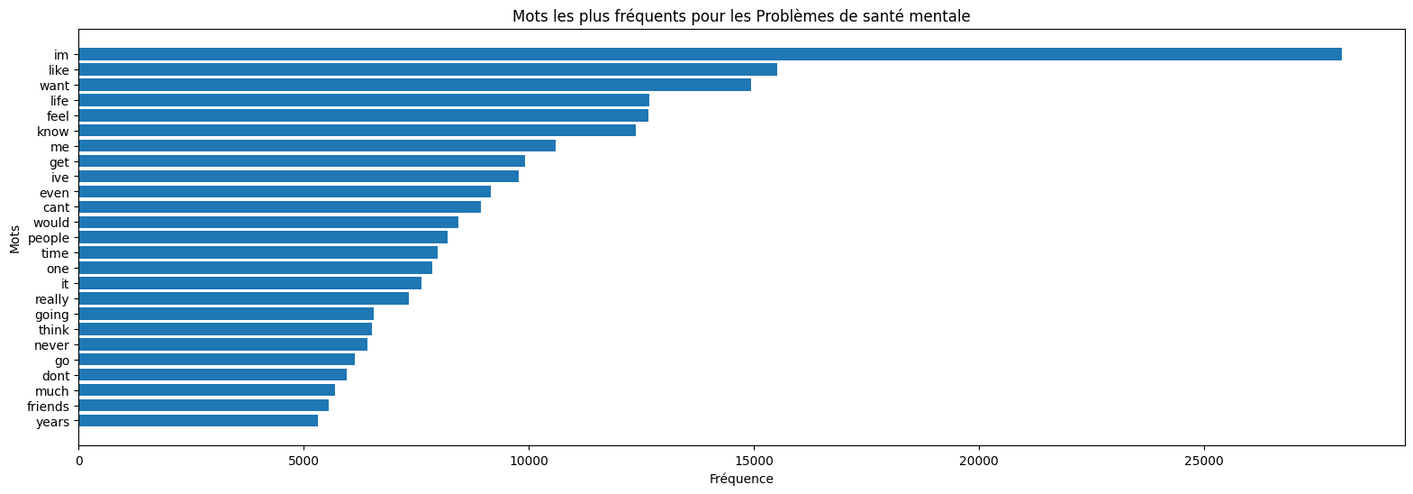 Mots les plus fréquents pour les Problèmes de santé mentale
Mots
im
like
want
life
feel
know
me
get
ive
even
cant
would
people
time
one
it
really
going
think
never
go
dont
much
friends
years
0 5000 10000 15000 20000 25000
Fréquence